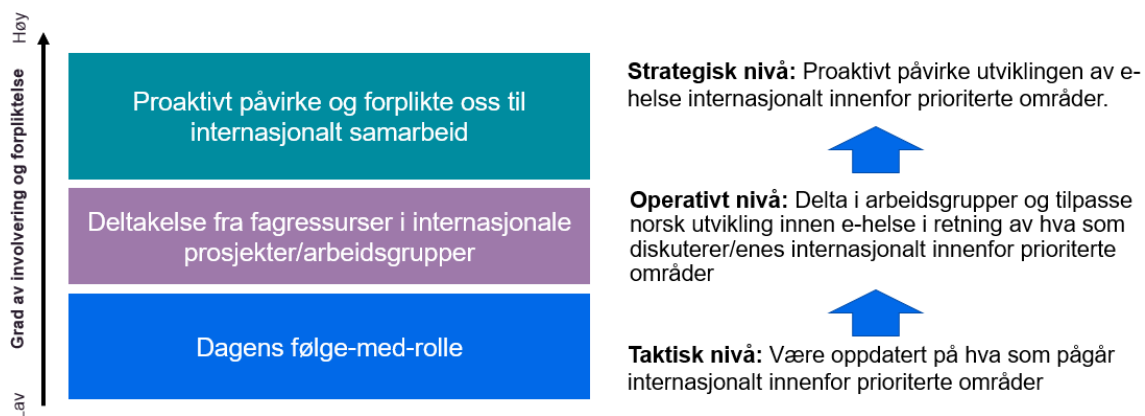 Høy
Grad av involvering og forpliktelse
Lav
Proaktivt påvirke og forplikte oss til
internasjonalt samarbeid
Deltakelse fra fagressurser i internasjonale
prosjekter/arbeidsgrupper
Dagens følge-med-rolle
Strategisk nivå: Proaktivt påvirke utviklingen av e-
helse internasjonalt innenfor prioriterte områder.
Operativt nivå: Delta i arbeidsgrupper og tilpasse
norsk utvikling innen e-helse i retning av hva som
diskuterer/enes internasjonalt innenfor prioriterte
områder
Taktisk nivå: Være oppdatert på hva som pågår
internasjonalt innenfor prioriterte områder